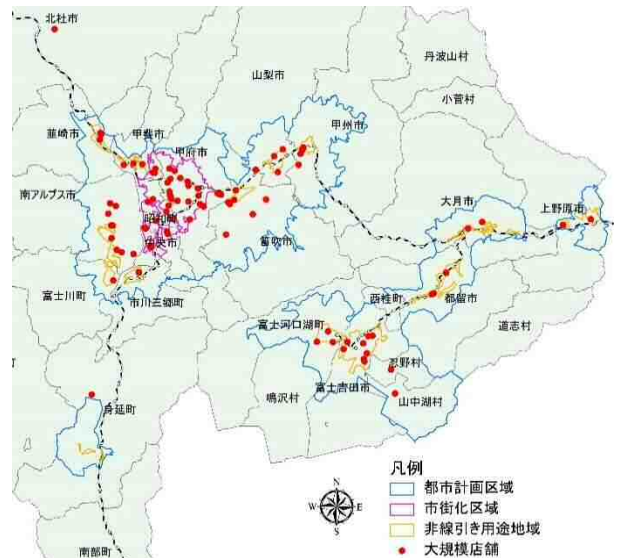 北杜市
丹波山村
山梨市
小菅村
甲州市
韮崎市
甲斐市
甲府市
南アルプス市
大月市
上野原市
昭和町
中央市
笛吹市
富士川町
市川三郷町
西桂町
都留市
富士河口湖町
道志村
忍野村
富士吉田市
鳴沢村
山中湖村
身延町
南部町
N
W
E
S
凡例
都市計画区域
市街化区域
非線引き用途地域
大規模店舗